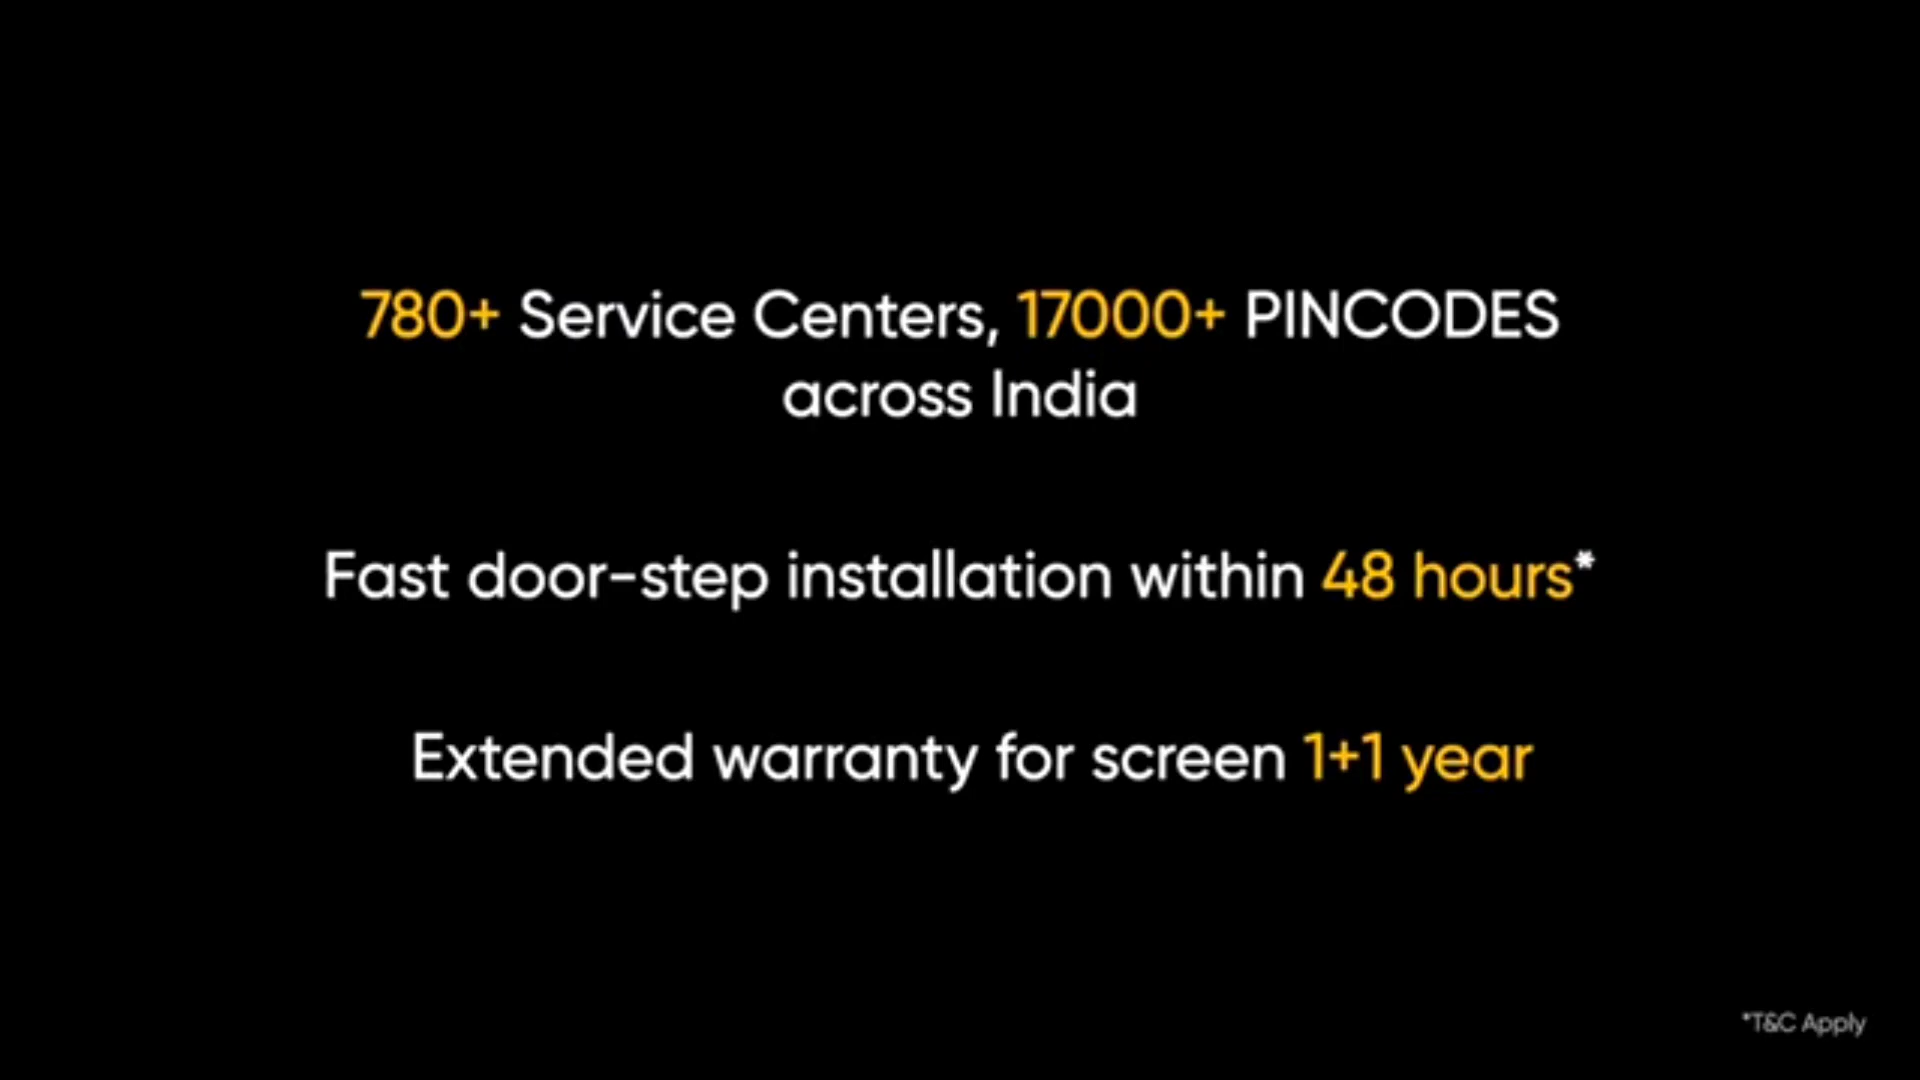 780+ Service Centers, 17000+ PINCODES
across India
Fast door-step installation within 48 hours*
Extended warranty for screen 1+1 year
*T&C Apply